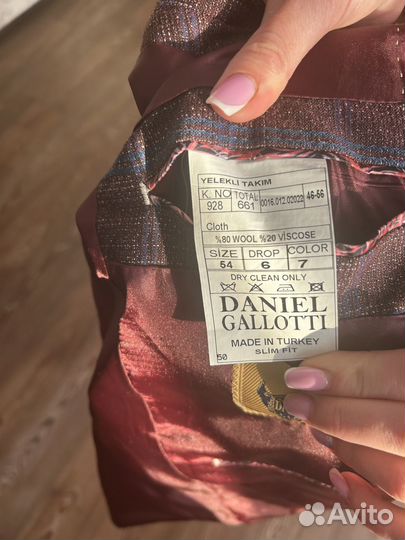 YELEKLİ TAKIM
K. NO TOTAL 0016.012.02022 46-56
928 661
Cloth
%80 WOOL %20 VISCOSE
SIZE DROP COLOR
54 6 7
DRY CLEAN ONLY
DANIEL
GALLOTTI
MADE IN TURKEY
SLIM FIT
50
Avito